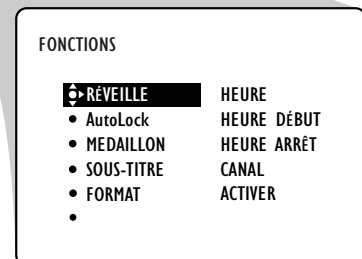 FONCTIONS
RÉVEILLE HEURE
AutoLock HEURE DÉBUT
MEDAILLON HEURE ARRÊT
SOUS-TITRE CANAL
FORMAT ACTIVER